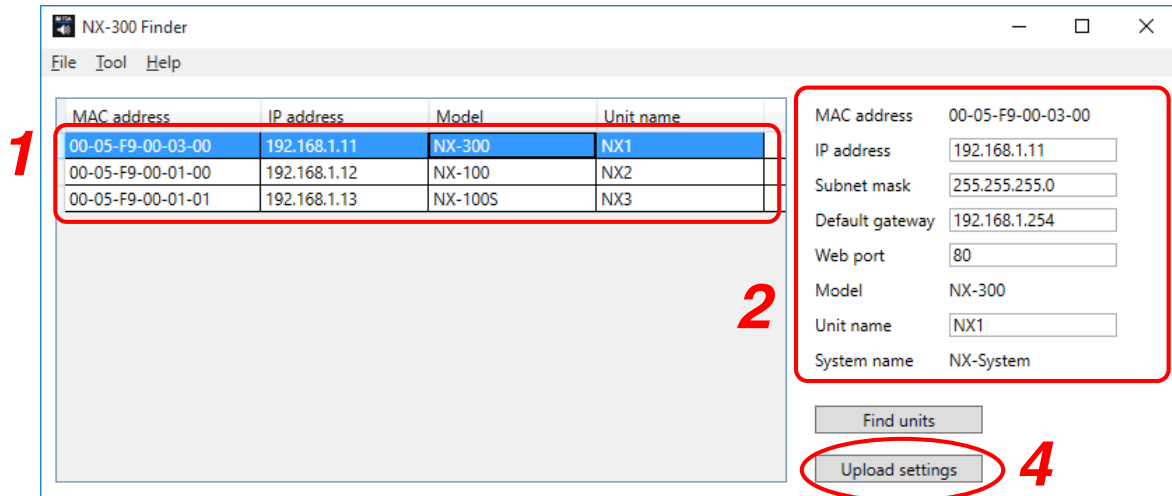 NX-300 Finder
File Tool Help
MAC address IP address Model Unit name
00-05-F9-00-03-00 192.168.1.11 NX-300 NX1
00-05-F9-00-01-00 192.168.1.12 NX-100 NX2
00-05-F9-00-01-01 192.168.1.13 NX-100S NX3
1
MAC address 00-05-F9-00-03-00
IP address 192.168.1.11
Subnet mask 255.255.255.0
Default gateway 192.168.1.254
Web port 80
Model NX-300
Unit name NX1
System name NX-System
2
Find units
Upload settings
4